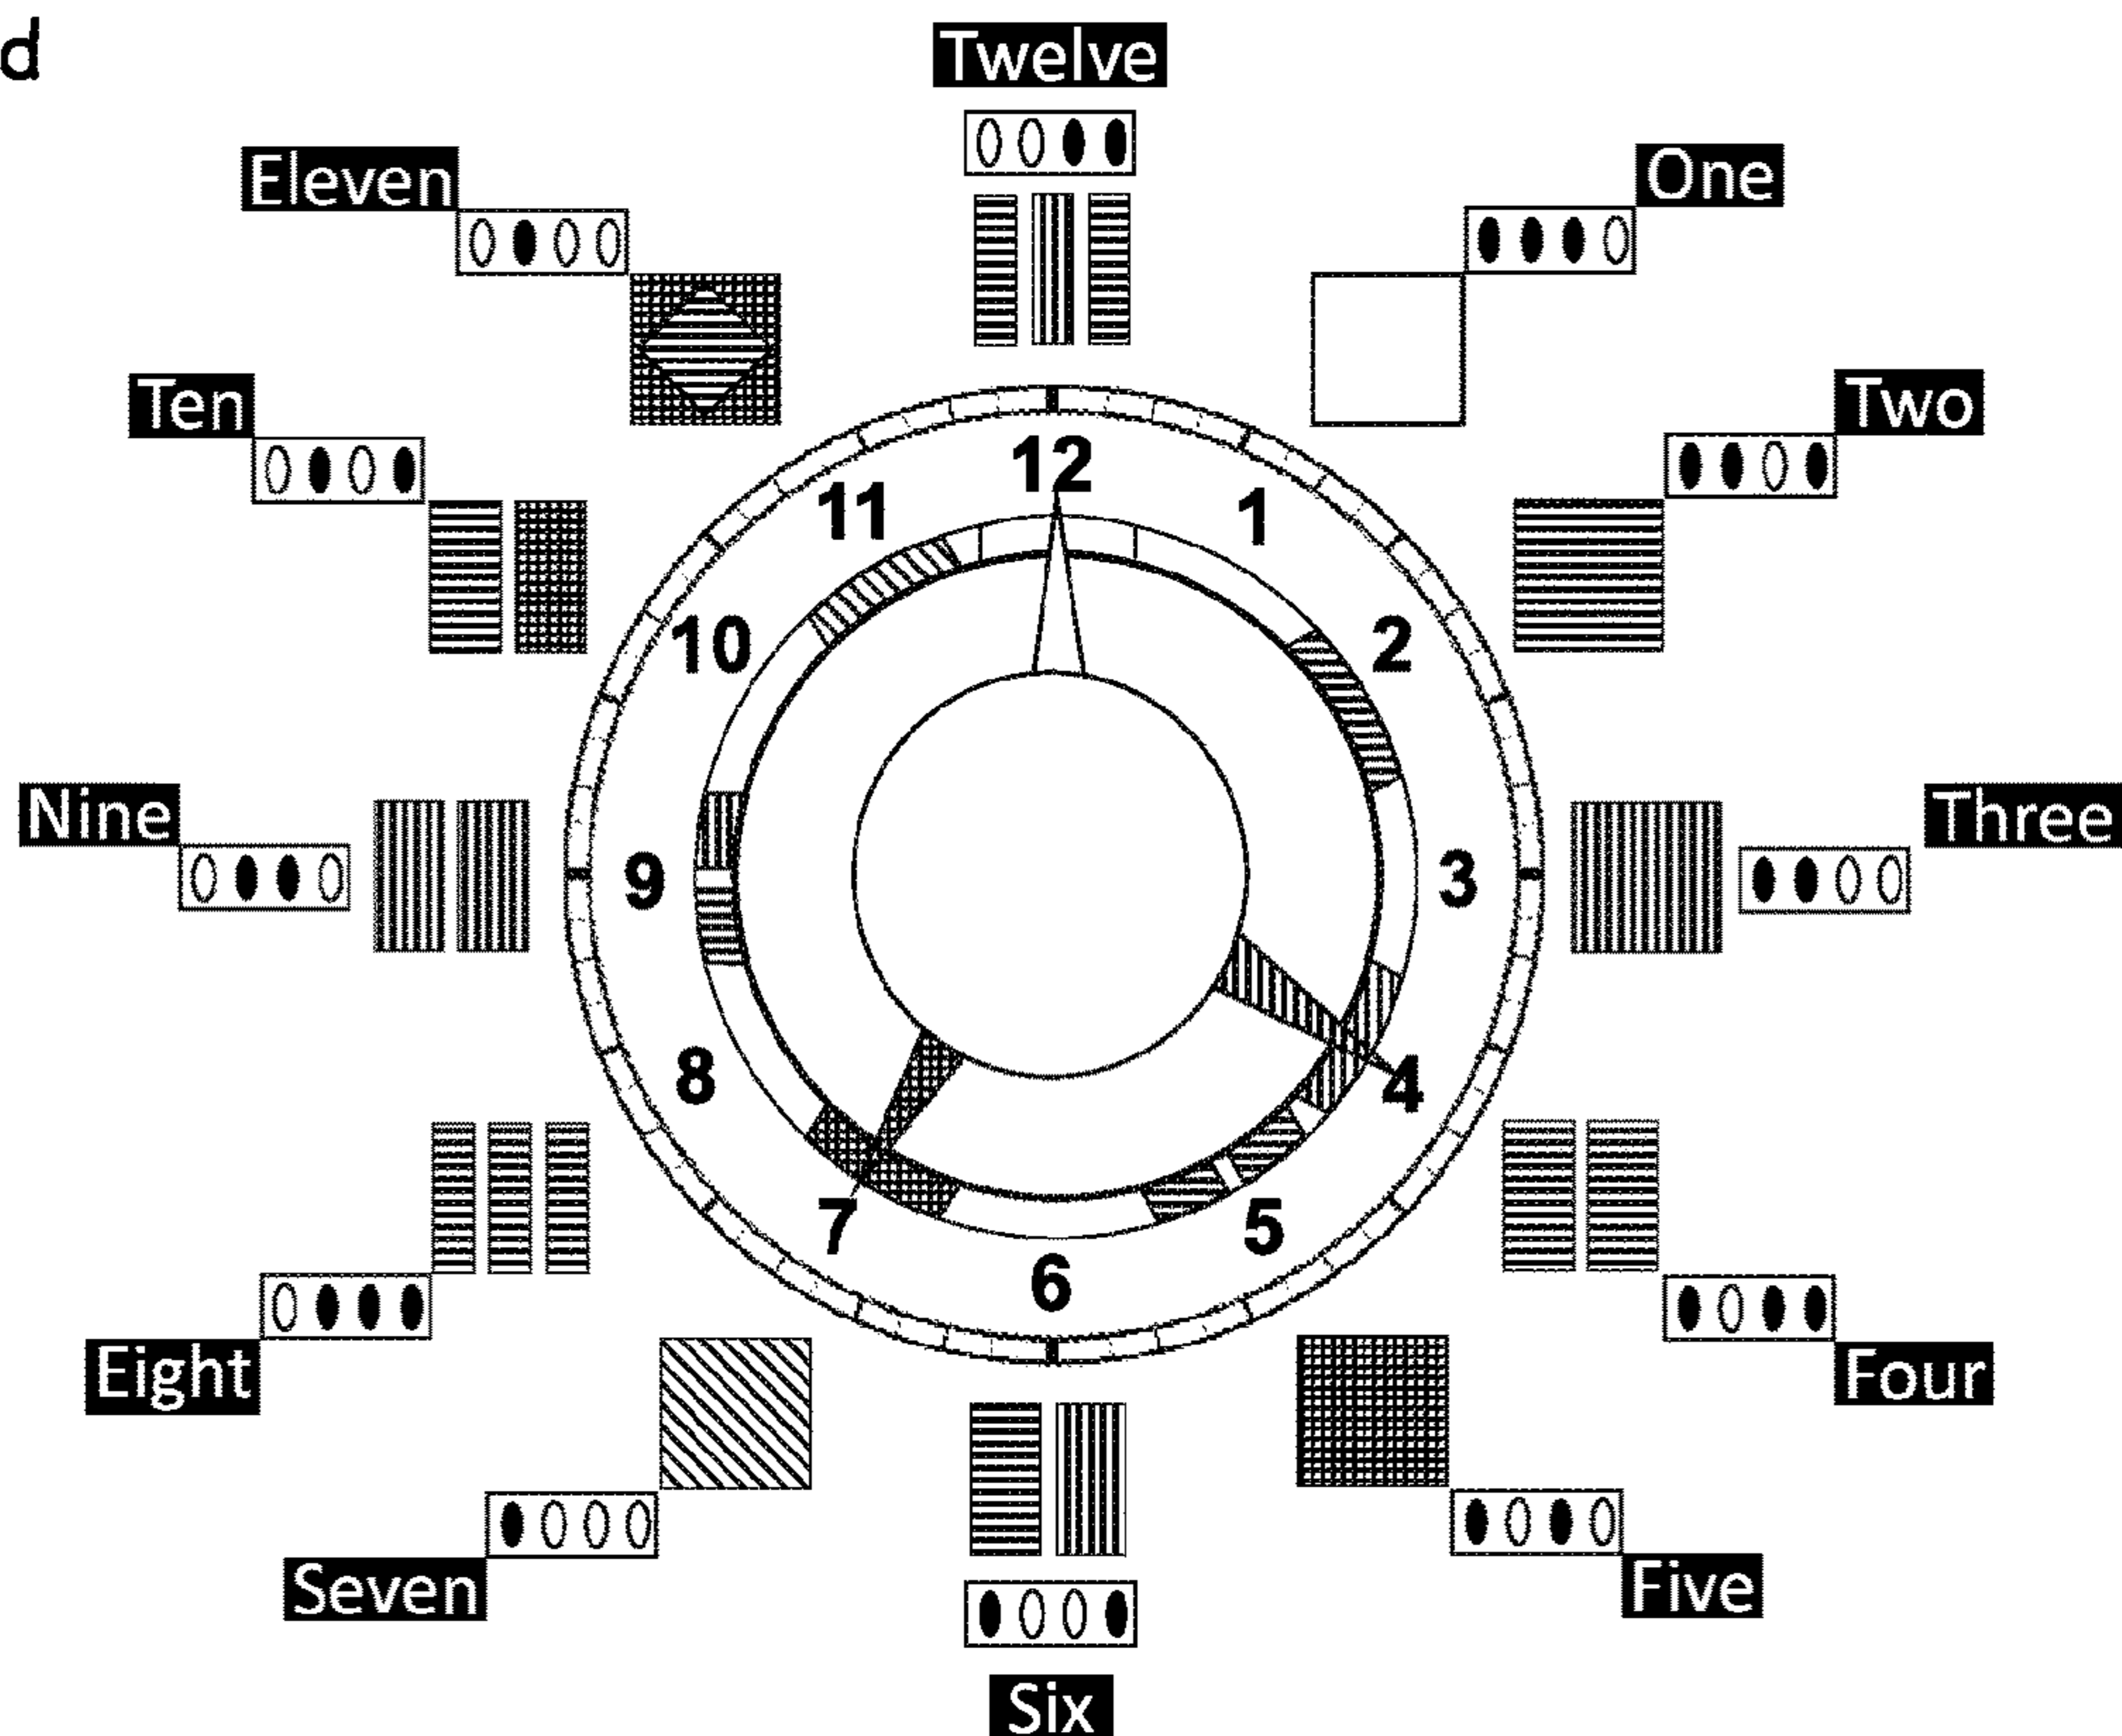 d
Twelve
Eleven
One
Ten
Two
12
11
1
10
2
Nine
Three
9
3
8
4
7
5
6
Eight
Four
Seven
Five
Six